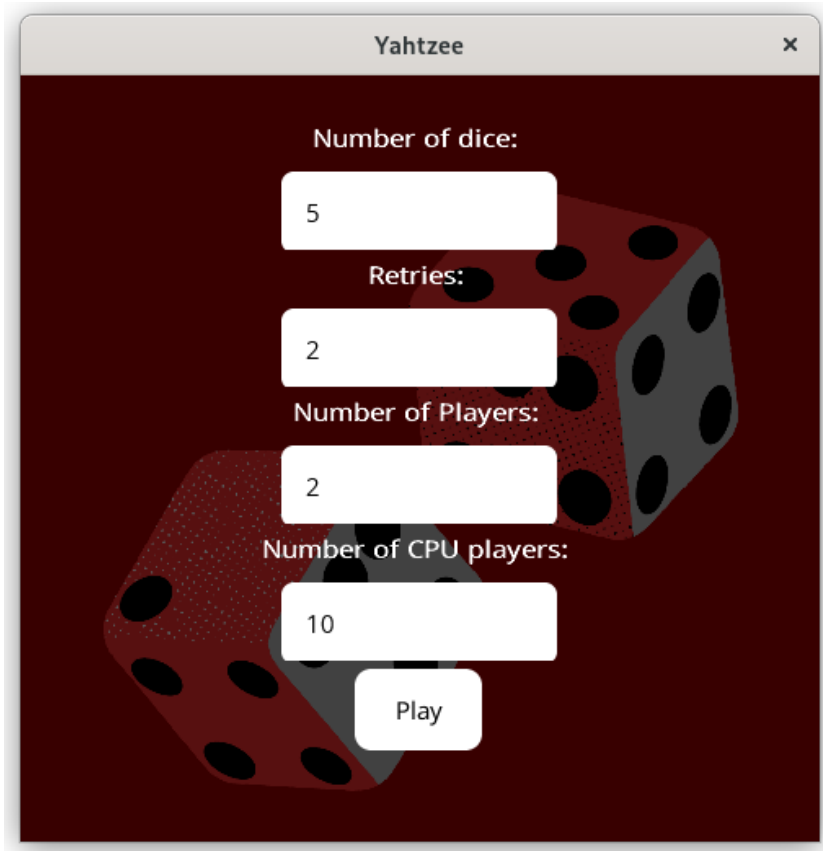 Yahtzee ×
Number of dice:
5
Retries:
2
Number of Players:
2
Number of CPU players:
10
Play